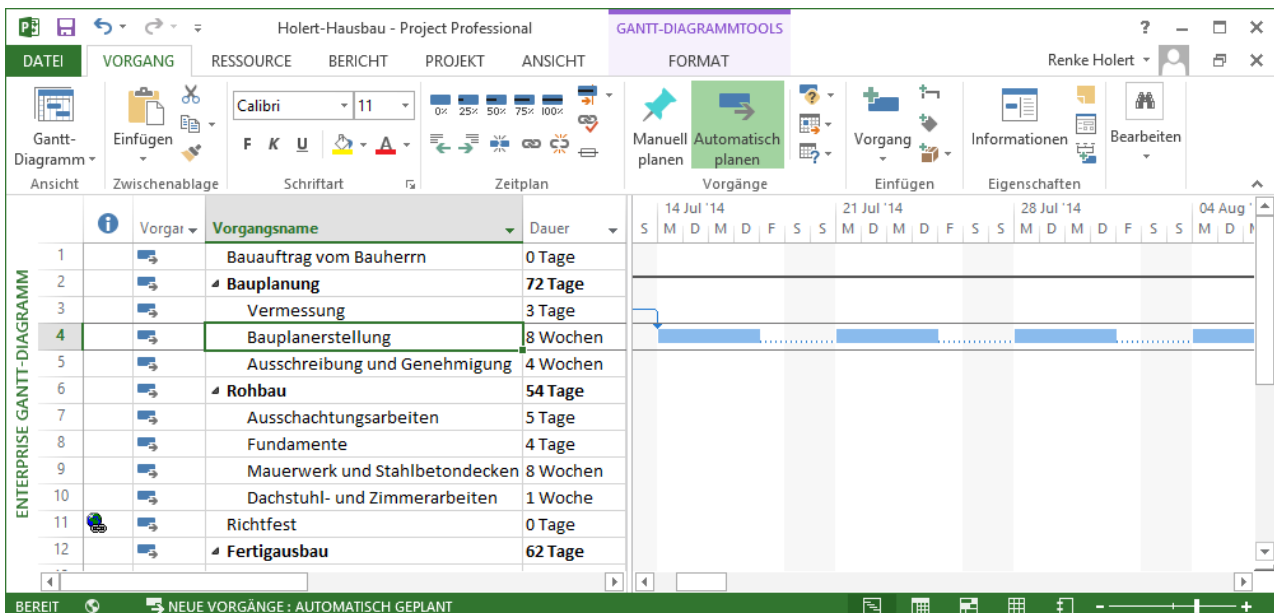 Holert-Hausbau - Project Professional
GANTT-DIAGRAMMTOOLS
?
DATEI VORGANG RESSOURCE BERICHT PROJEKT ANSICHT FORMAT Renke Holert
Gantt-Diagramm
Einfügen
Calibri 11
F K U A
0% 25% 50% 75% 100%
Manuell planen
Automatisch planen
Vorgang
Informationen
Bearbeiten
Ansicht Zwischenablage Schriftart Zeitplan Vorgänge Einfügen Eigenschaften
14 Jul '14 21 Jul '14 28 Jul '14 04 Aug '
Vorgar Vorgangsname Dauer S M D M D F S S M D M D F S S M D M D F S S M D M
1 Bauauftrag vom Bauherrn 0 Tage
2 Bauplanung 72 Tage
3 Vermessung 3 Tage
4 Bauplanerstellung 8 Wochen
5 Ausschreibung und Genehmigung 4 Wochen
6 Rohbau 54 Tage
7 Ausschachtungsarbeiten 5 Tage
8 Fundamente 4 Tage
9 Mauerwerk und Stahlbetondecken 8 Wochen
10 Dachstuhl- und Zimmerarbeiten 1 Woche
11 Richtfest 0 Tage
12 Fertigausbau 62 Tage
ENTERPRISE GANTT-DIAGRAMM
BEREIT NEUE VORGÄNGE : AUTOMATISCH GEPLANT